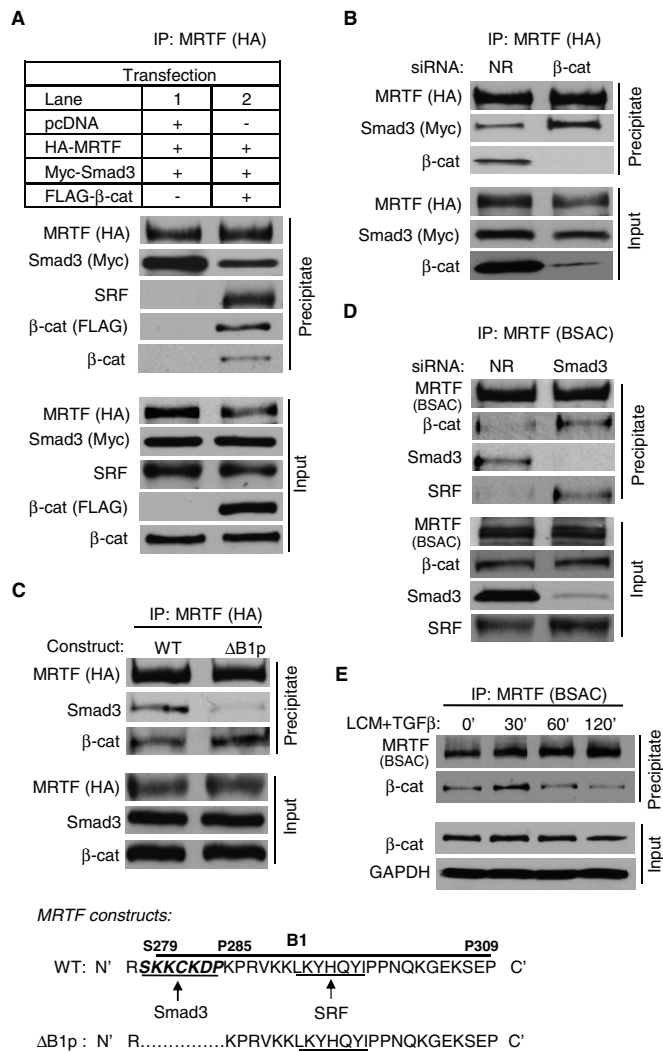 A
IP: MRTF (HA)
Transfection
Lane 1 2
pcDNA + -
HA-MRTF + +
Myc-Smad3 + +
FLAG-β-cat - +
MRTF (HA)
Smad3 (Myc)
SRF
β-cat (FLAG)
β-cat
Precipitate
MRTF (HA)
Smad3 (Myc)
SRF
β-cat (FLAG)
β-cat
Input
B
IP: MRTF (HA)
siRNA: NR β-cat
MRTF (HA)
Smad3 (Myc)
β-cat
Precipitate
MRTF (HA)
Smad3 (Myc)
β-cat
Input
C
IP: MRTF (HA)
Construct: WT ΔB1p
MRTF (HA)
Smad3
β-cat
Precipitate
MRTF (HA)
Smad3
β-cat
Input
D
IP: MRTF (BSAC)
siRNA: NR Smad3
MRTF
(BSAC)
β-cat
Smad3
SRF
Precipitate
MRTF
(BSAC)
β-cat
Smad3
SRF
Input
E
IP: MRTF (BSAC)
LCM+TGFβ: 0' 30' 60' 120'
MRTF
(BSAC)
β-cat
Precipitate
β-cat
GAPDH
Input
MRTF constructs:
S279 P285 B1 P309
WT: N' RSKKCKDPKPRVKKLKYHQYIPPNQKGEKSEP C'
Smad3 SRF
ΔB1p : N' R..............KPRVKKLKYHQYIPPNQKGEKSEP C'